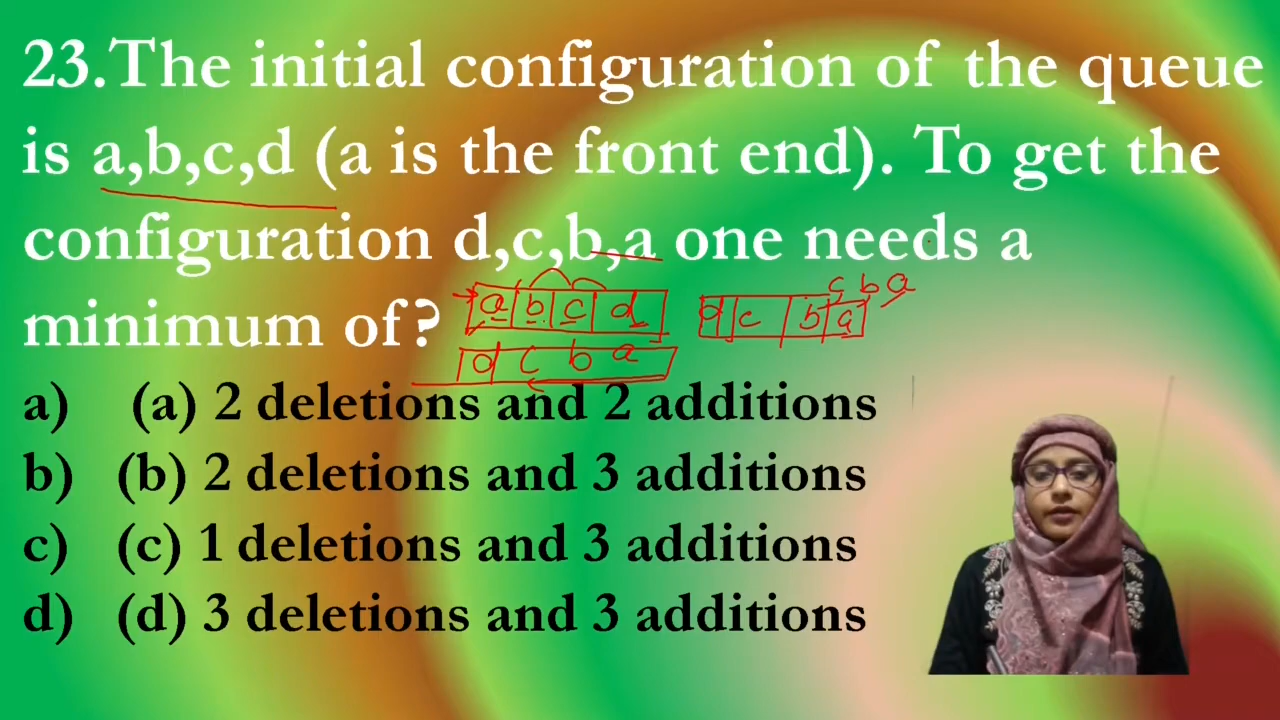 23.The initial configuration of the queue
is a,b,c,d (a is the front end). To get the
configuration d,c,b,a one needs a
minimum of?
a b c d
d c b a
c b a
d c b a
a) (a) 2 deletions and 2 additions
b) (b) 2 deletions and 3 additions
c) (c) 1 deletions and 3 additions
d) (d) 3 deletions and 3 additions